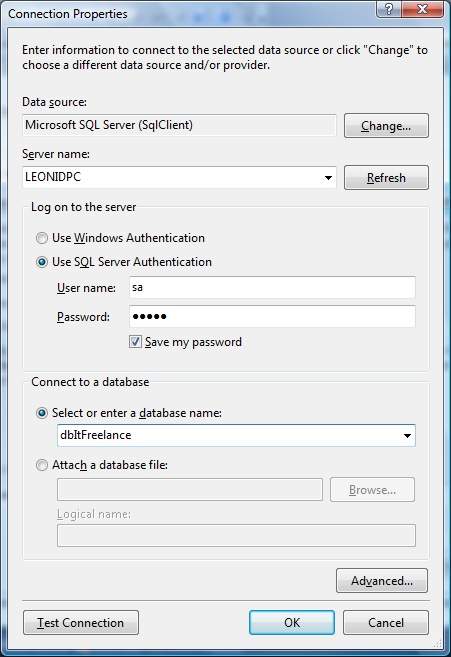 Connection Properties
Enter information to connect to the selected data source or click "Change" to
choose a different data source and/or provider.
Data source:
Microsoft SQL Server (SqlClient)
Change...
Server name:
LEONIDPC
Refresh
Log on to the server
Use Windows Authentication
Use SQL Server Authentication
User name:
sa
Password:
●●●●●
Save my password
Connect to a database
Select or enter a database name:
dbItFreelance
Attach a database file:
Browse...
Logical name:
Advanced...
Test Connection
OK
Cancel